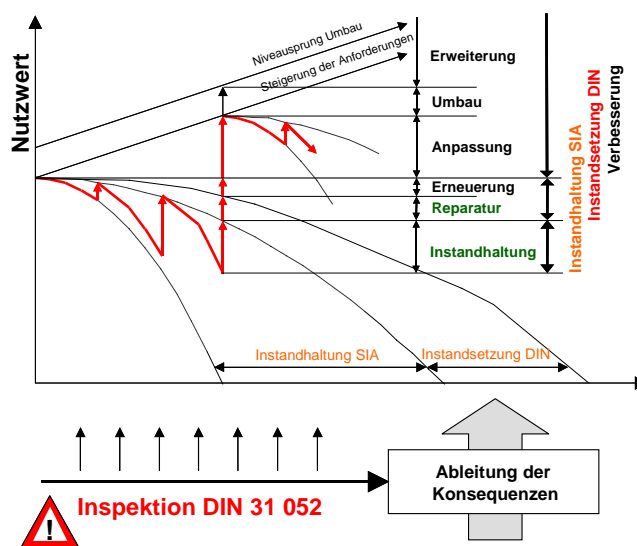 Nutzwert
Niveausprung Umbau
Steigerung der Anforderungen
Erweiterung
Umbau
Anpassung
Erneuerung
Reparatur
Instandhaltung
Instandhaltung SIA
Instandsetzung DIN
Verbesserung
Instandhaltung SIA
Instandsetzung DIN
!
Inspektion DIN 31 052
Ableitung der
Konsequenzen